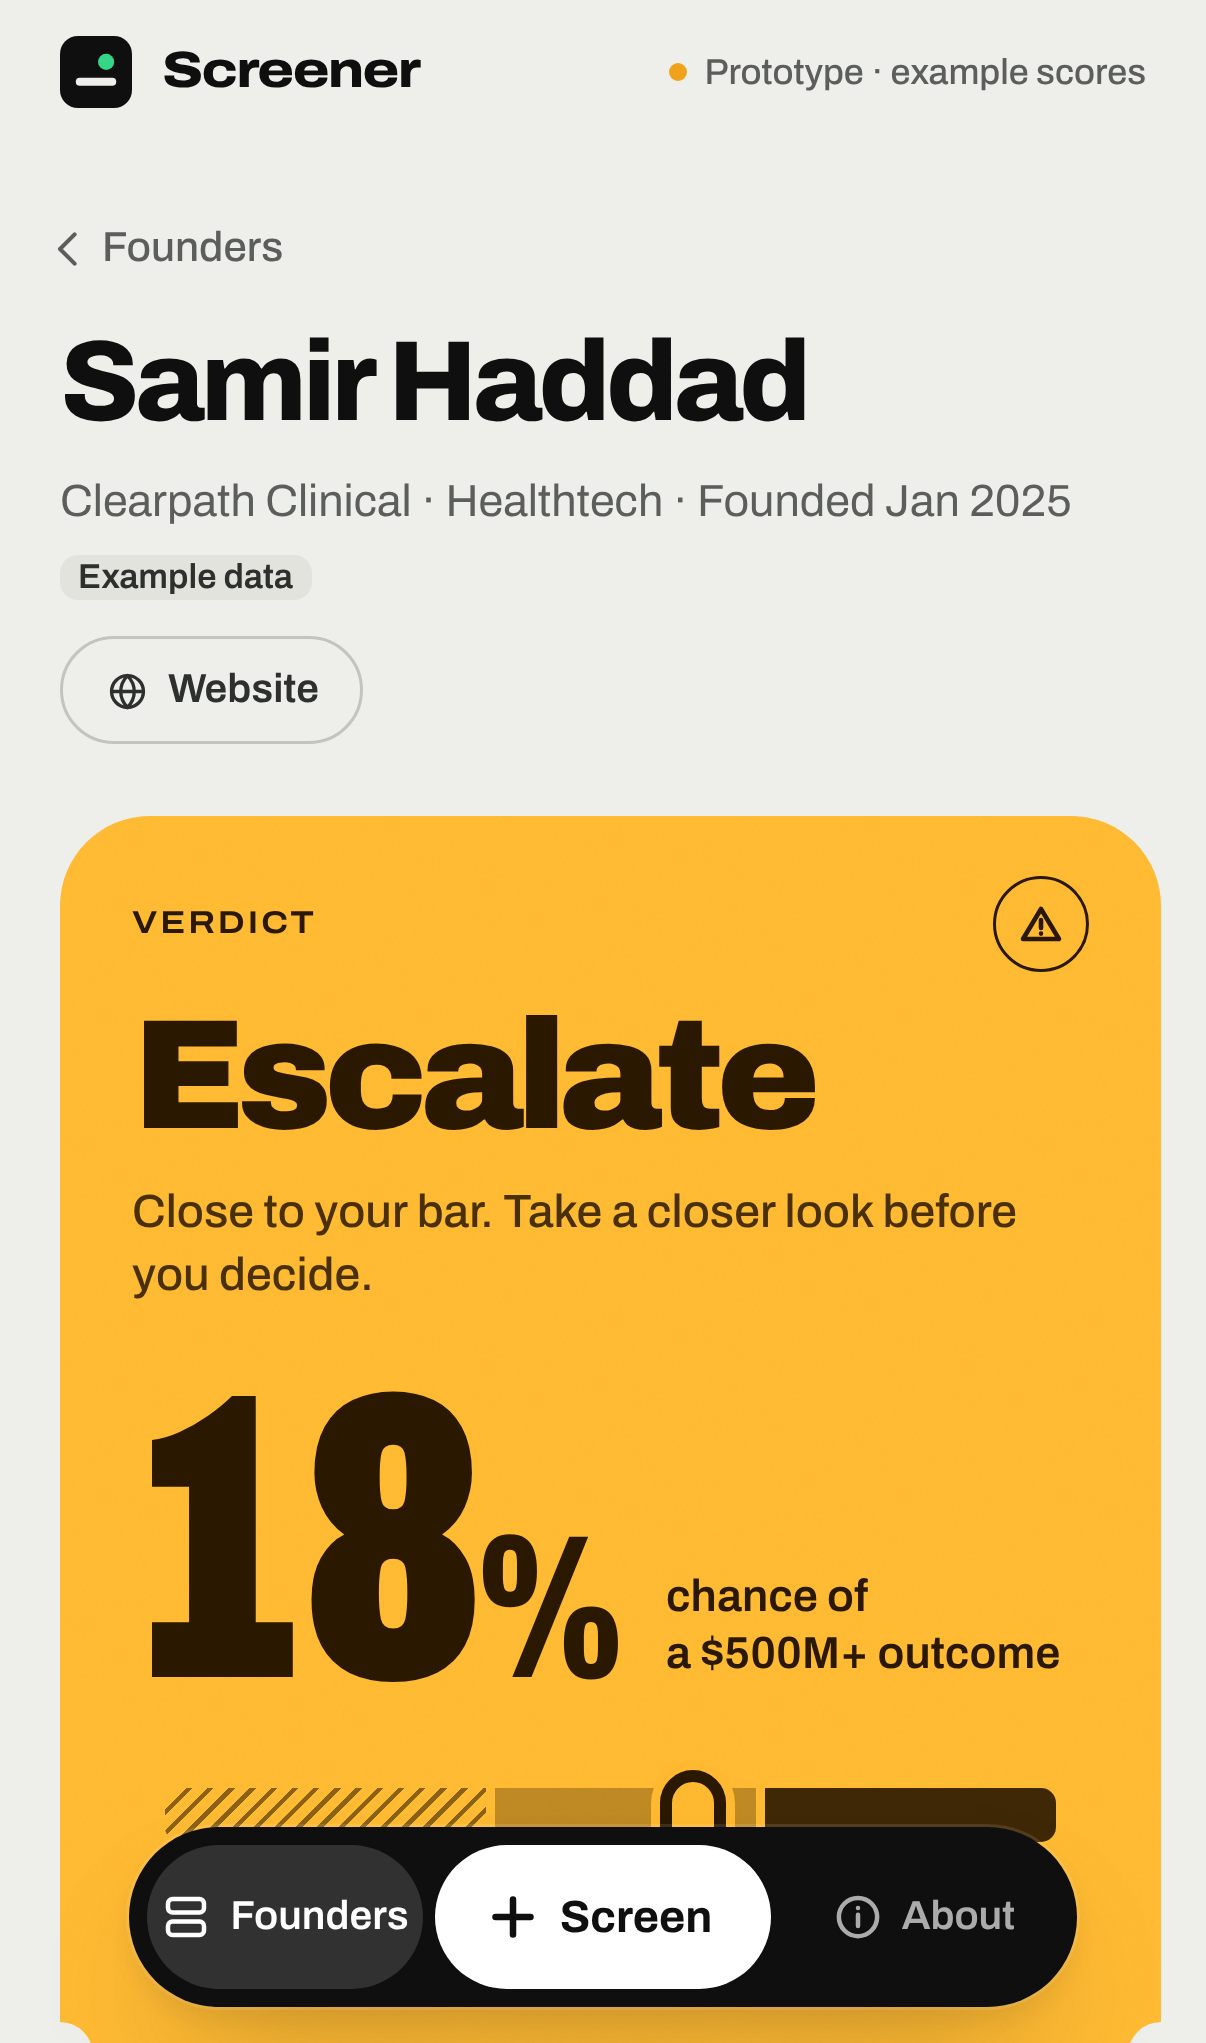 Screener
Prototype · example scores
Founders
Samir Haddad
Clearpath Clinical · Healthtech · Founded Jan 2025
Example data
Website
VERDICT
Escalate
Close to your bar. Take a closer look before
you decide.
18%
chance of
a $500M+ outcome
Founders
Screen
About